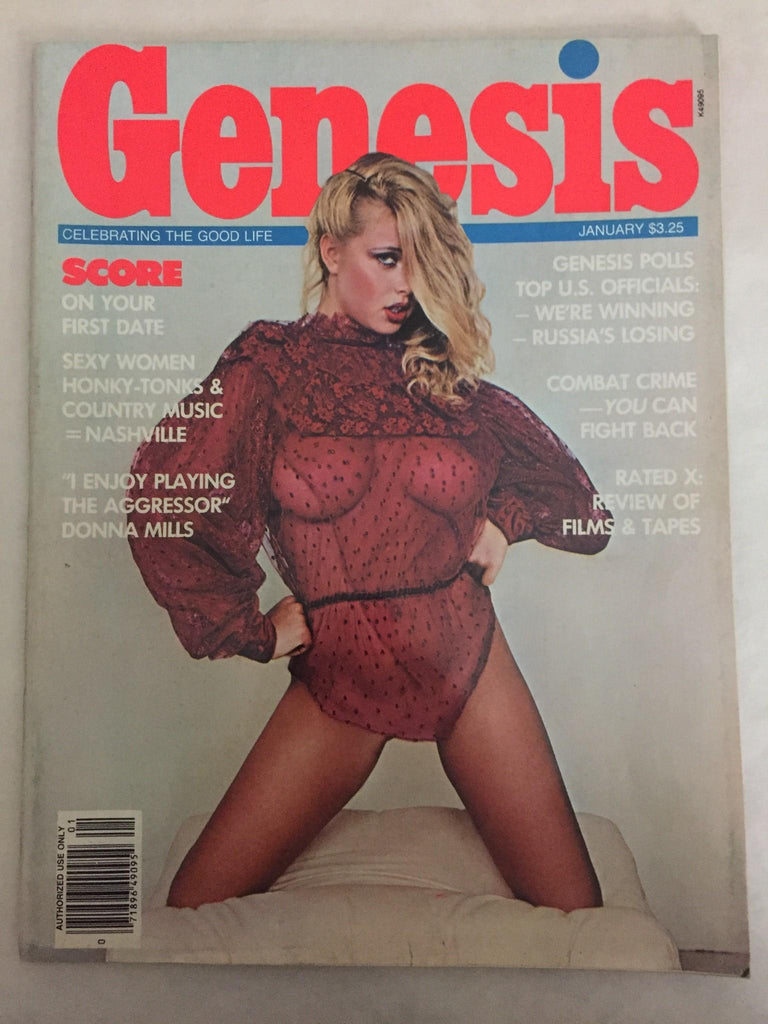 Genesis
K49095
CELEBRATING THE GOOD LIFE
JANUARY $3.25
SCORE
ON YOUR
FIRST DATE
SEXY WOMEN
HONKY-TONKS &
COUNTRY MUSIC
= NASHVILLE
"I ENJOY PLAYING
THE AGGRESSOR"
DONNA MILLS
GENESIS POLLS
TOP U.S. OFFICIALS:
— WE'RE WINNING
— RUSSIA'S LOSING
COMBAT CRIME
—YOU CAN
FIGHT BACK
RATED X:
REVIEW OF
FILMS & TAPES
AUTHORIZED USE ONLY
01
0 71896 49095